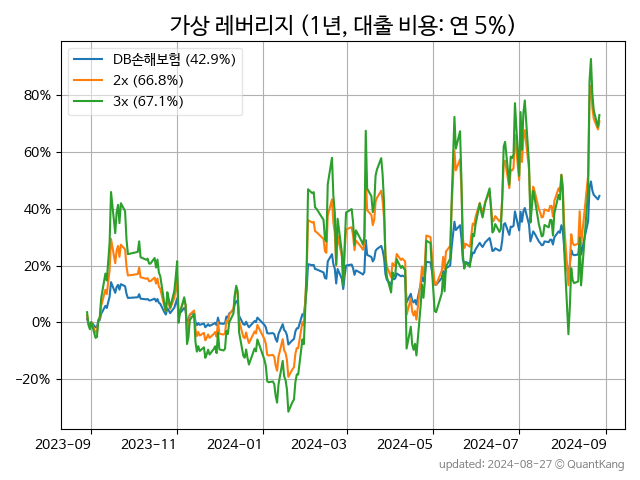 가상 레버리지 (1년, 대출 비용: 연 5%)
DB손해보험 (42.9%)
2x (66.8%)
3x (67.1%)
80%
60%
40%
20%
0%
−20%
2023-09
2023-11
2024-01
2024-03
2024-05
2024-07
2024-09
updated: 2024-08-27 © QuantKang